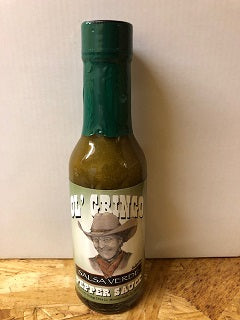 OL' GRINGO
SALSA VERDE
PEPPER SAUCE